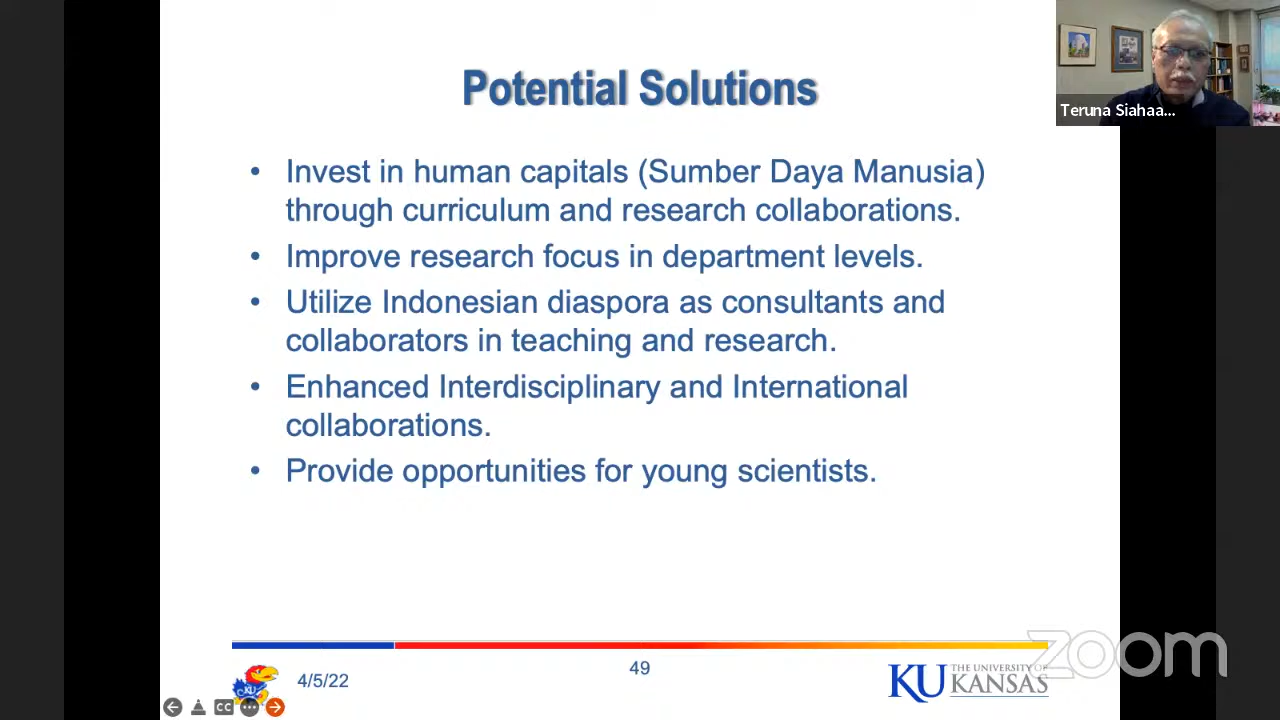 Potential Solutions
Teruna Siahaa...
• Invest in human capitals (Sumber Daya Manusia)
through curriculum and research collaborations.
• Improve research focus in department levels.
• Utilize Indonesian diaspora as consultants and
collaborators in teaching and research.
• Enhanced Interdisciplinary and International
collaborations.
• Provide opportunities for young scientists.
zoom
KU
4/5/22
49
KU THE UNIVERSITY OF
KANSAS
CC